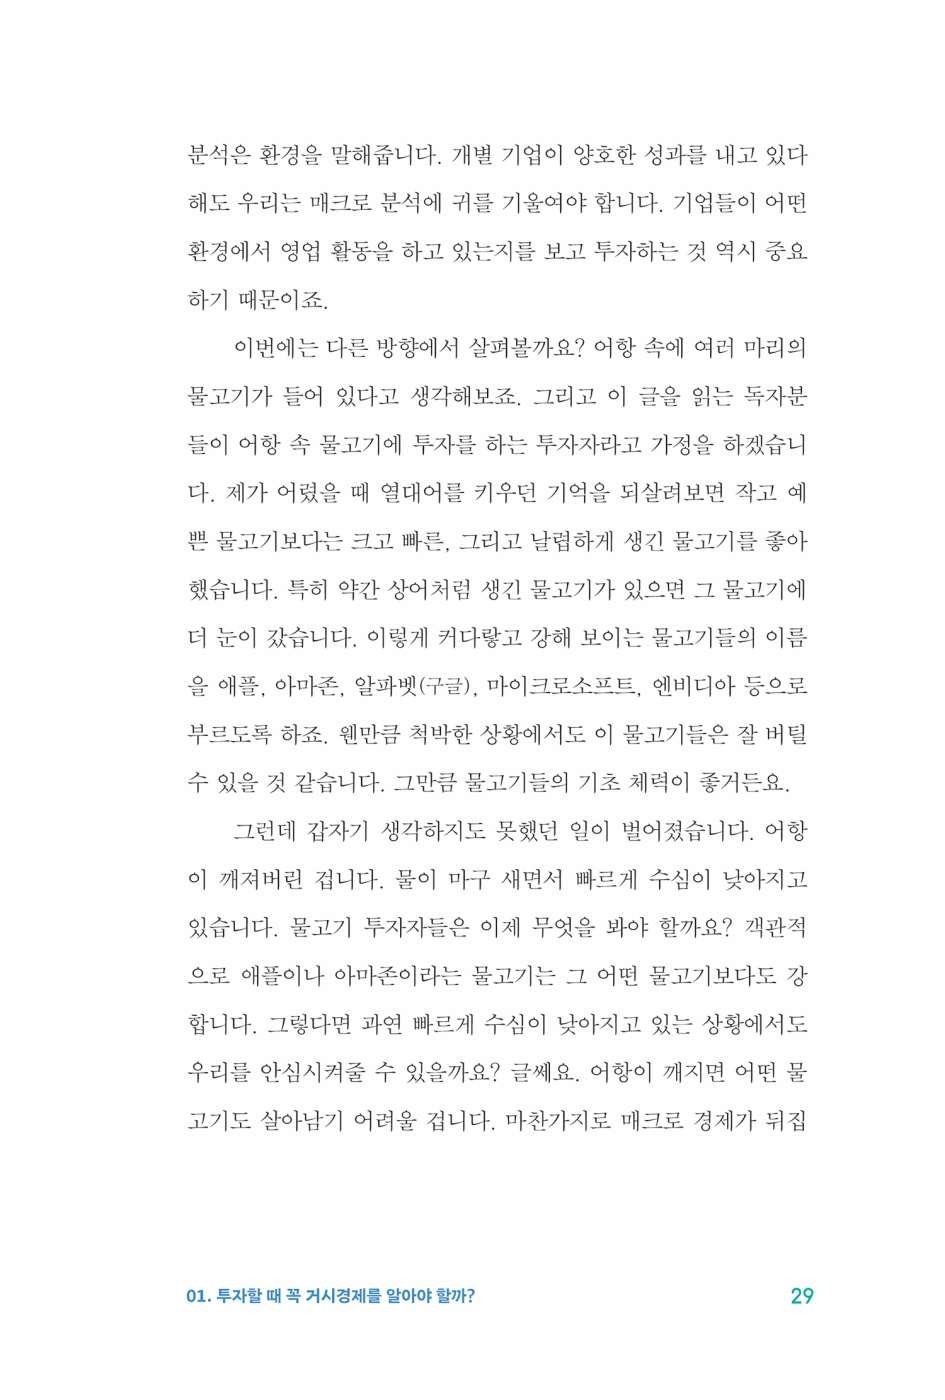 분석은 환경을 말해줍니다. 개별 기업이 양호한 성과를 내고 있다
해도 우리는 매크로 분석에 귀를 기울여야 합니다. 기업들이 어떤
환경에서 영업 활동을 하고 있는지를 보고 투자하는 것 역시 중요
하기 때문이죠.
이번에는 다른 방향에서 살펴볼까요? 어항 속에 여러 마리의
물고기가 들어 있다고 생각해보죠. 그리고 이 글을 읽는 독자분
들이 어항 속 물고기에 투자를 하는 투자자라고 가정을 하겠습니
다. 제가 어렸을 때 열대어를 키우던 기억을 되살려보면 작고 예
쁜 물고기보다는 크고 빠른, 그리고 날렵하게 생긴 물고기를 좋아
했습니다. 특히 약간 상어처럼 생긴 물고기가 있으면 그 물고기에
더 눈이 갔습니다. 이렇게 커다랗고 강해 보이는 물고기들의 이름
을 애플, 아마존, 알파벳(구글), 마이크로소프트, 엔비디아 등으로
부르도록 하죠. 웬만큼 척박한 상황에서도 이 물고기들은 잘 버틸
수 있을 것 같습니다. 그만큼 물고기들의 기초 체력이 좋거든요.
그런데 갑자기 생각하지도 못했던 일이 벌어졌습니다. 어항
이 깨져버린 겁니다. 물이 마구 새면서 빠르게 수심이 낮아지고
있습니다. 물고기 투자자들은 이제 무엇을 봐야 할까요? 객관적
으로 애플이나 아마존이라는 물고기는 그 어떤 물고기보다도 강
합니다. 그렇다면 과연 빠르게 수심이 낮아지고 있는 상황에서도
우리를 안심시켜줄 수 있을까요? 글쎄요. 어항이 깨지면 어떤 물
고기도 살아남기 어려울 겁니다. 마찬가지로 매크로 경제가 뒤집
01. 투자할 때 꼭 거시경제를 알아야 할까?
29